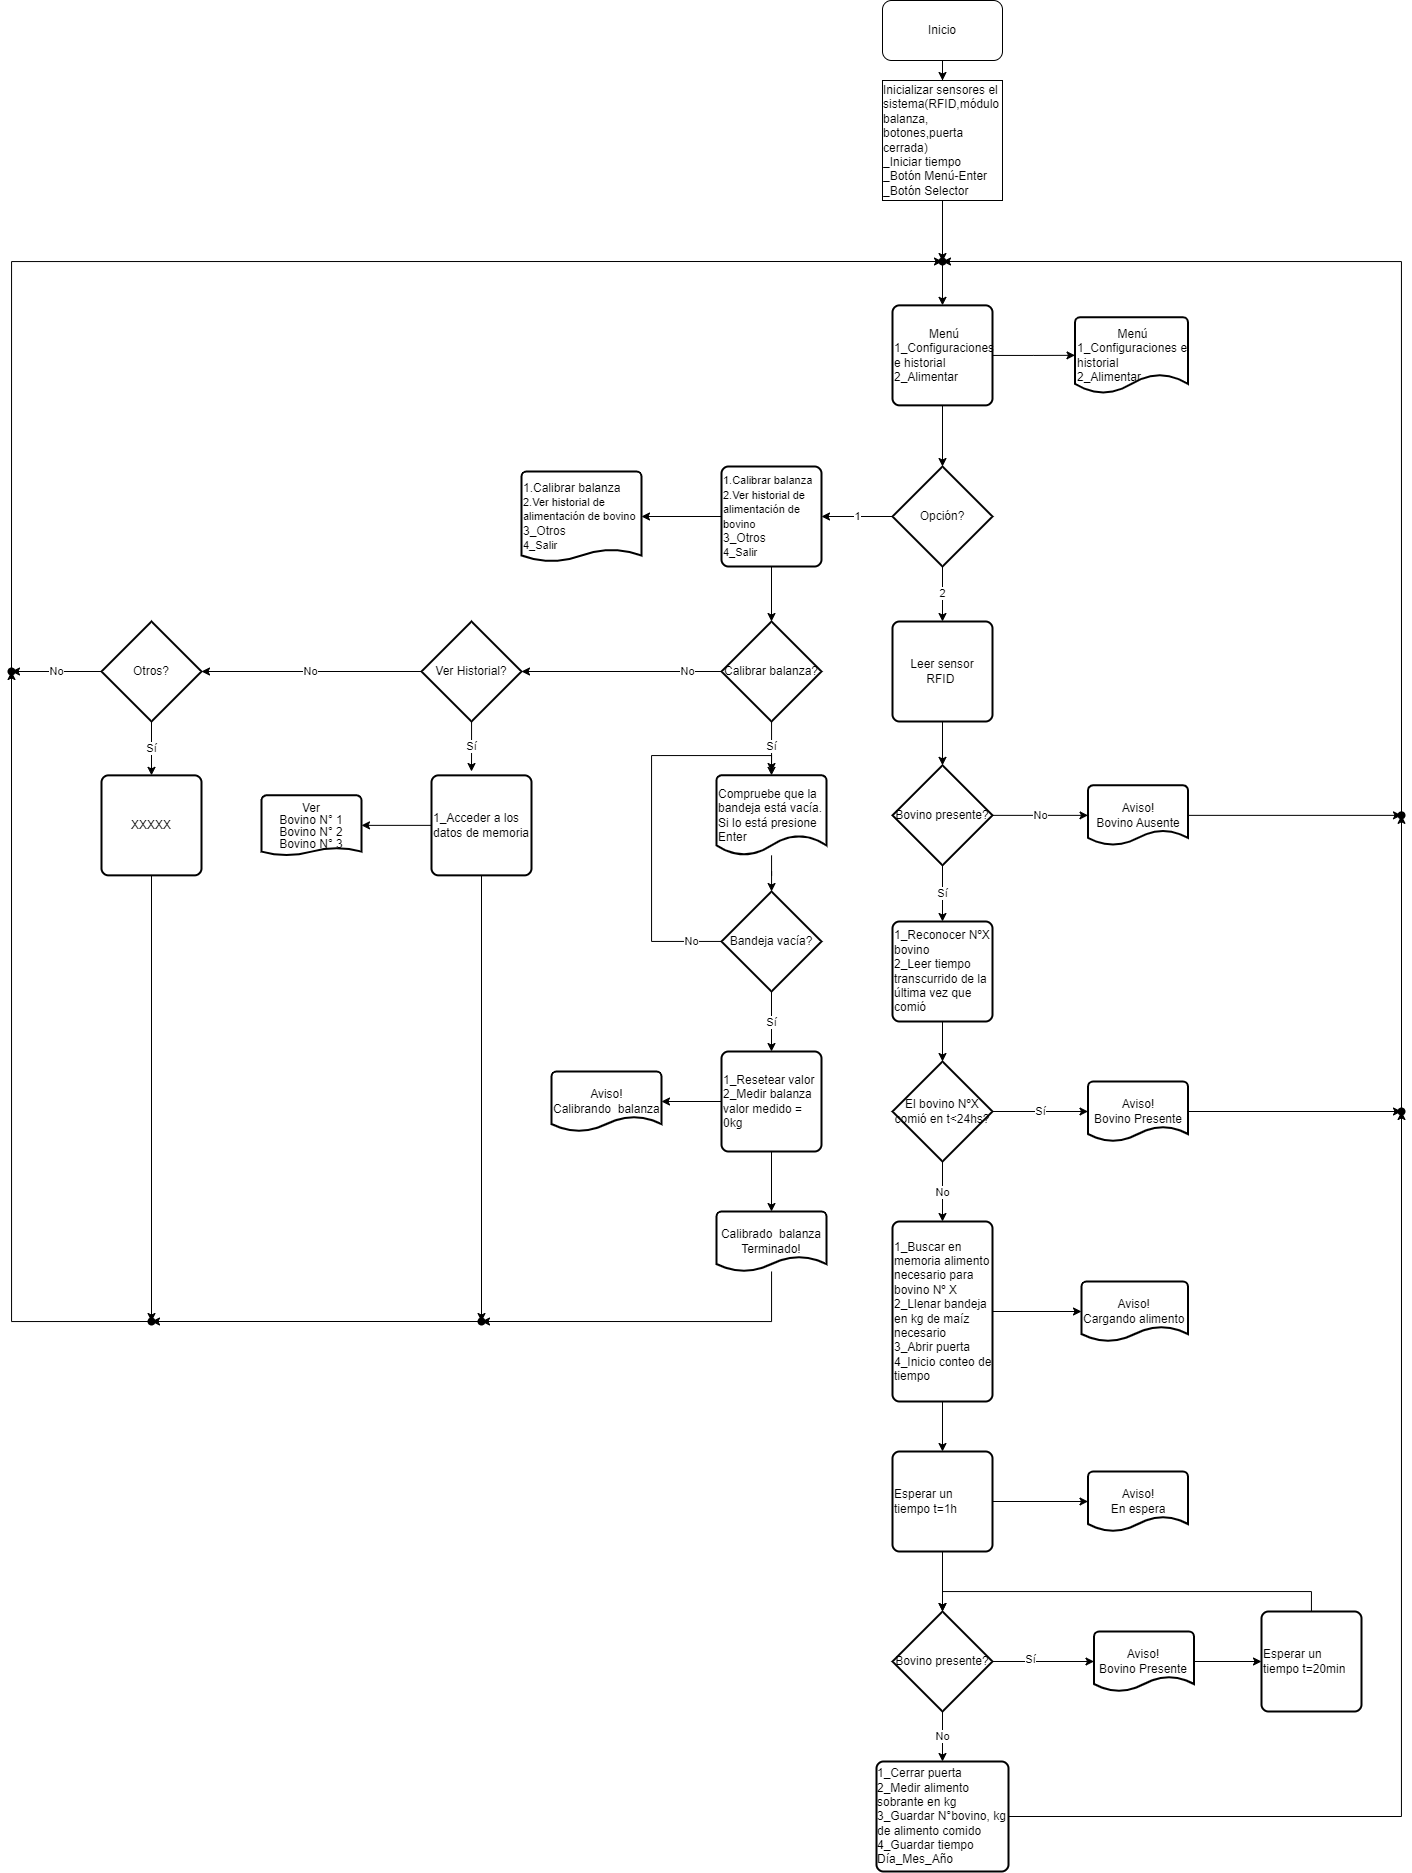 Inicio
Inicializar sensores el
sistema(RFID,módulo
balanza,
botones,puerta
cerrada)
_Iniciar tiempo
_Botón Menú-Enter
_Botón Selector
Menú
1_Configuraciones
e historial
2_Alimentar
Menú
1_Configuraciones e
historial
2_Alimentar
Opción?
1
1.Calibrar balanza
2.Ver historial de
alimentación de
bovino
3_Otros
4_Salir
1.Calibrar balanza
2.Ver historial de
alimentación de bovino
3_Otros
4_Salir
2
Calibrar balanza?
No
Ver Historial?
No
Otros?
No
Sí
XXXXX
Sí
1_Acceder a los
datos de memoria
Ver
Bovino N° 1
Bovino N° 2
Bovino N° 3
Sí
Compruebe que la
bandeja está vacía.
Si lo está presione
Enter
Bandeja vacía?
No
Sí
1_Resetear valor
2_Medir balanza
valor medido =
0kg
Aviso!
Calibrando  balanza
Calibrado  balanza
Terminado!
Leer sensor
RFID
Bovino presente?
No
Aviso!
Bovino Ausente
Sí
1_Reconocer NºX
bovino
2_Leer tiempo
transcurrido de la
última vez que
comió
El bovino NºX
comió en t<24hs?
Sí
Aviso!
Bovino Presente
No
1_Buscar en
memoria alimento
necesario para
bovino Nº X
2_Llenar bandeja
en kg de maíz
necesario
3_Abrir puerta
4_Inicio conteo de
tiempo
Aviso!
Cargando alimento
Esperar un
tiempo t=1h
Aviso!
En espera
Bovino presente?
Sí
Aviso!
Bovino Presente
Esperar un
tiempo t=20min
No
1_Cerrar puerta
2_Medir alimento
sobrante en kg
3_Guardar N°bovino, kg
de alimento comido
4_Guardar tiempo
Día_Mes_Año